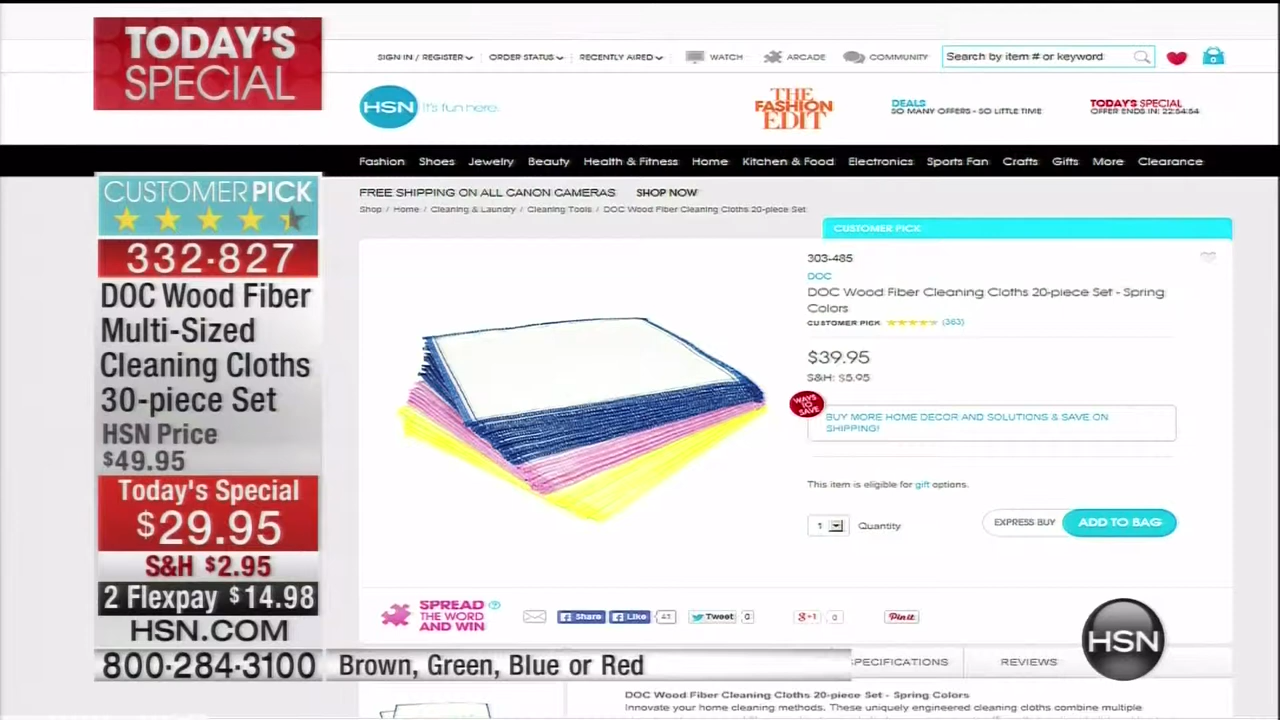 TODAY'S
SPECIAL
CUSTOMER PICK
332-827
DOC Wood Fiber
Multi-Sized
Cleaning Cloths
30-piece Set
HSN Price
$49.95
Today's Special
$29.95
S&H $2.95
2 Flexpay $14.98
HSN.COM
800-284-3100
Brown, Green, Blue or Red
SIGN IN / REGISTER
ORDER STATUS
RECENTLY AIRED
WATCH
ARCADE
COMMUNITY
Search by item # or keyword
0
HSN It's fun here.
THE
FASHION
EDIT
DEALS
SO MANY OFFERS - SO LITTLE TIME
TODAY'S SPECIAL
OFFER ENDS IN: 22:54:54
Fashion Shoes Jewelry Beauty Health & Fitness Home Kitchen & Food Electronics Sports Fan Crafts Gifts More Clearance
FREE SHIPPING ON ALL CANON CAMERAS SHOP NOW
Shop / Home / Cleaning & Laundry / Cleaning Tools / DOC Wood Fiber Cleaning Cloths 20-piece Set
CUSTOMER PICK
303-485
DOC
DOC Wood Fiber Cleaning Cloths 20-piece Set - Spring
Colors
CUSTOMER PICK (363)
$39.95
S&H: $5.95
WAYS
TO
SAVE
BUY MORE HOME DECOR AND SOLUTIONS & SAVE ON
SHIPPING!
This item is eligible for gift options.
1 Quantity
EXPRESS BUY
ADD TO BAG
SPREAD
THE WORD
AND WIN
?
Share
Like
41
Tweet
0
g+1
0
Pin it
HSN
SPECIFICATIONS
REVIEWS
DOC Wood Fiber Cleaning Cloths 20-piece Set - Spring Colors
Innovate your home cleaning methods. These uniquely engineered cleaning cloths combine multiple